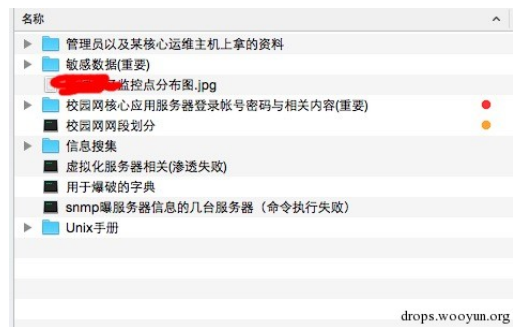 名称
管理员以及某核心运维主机上拿的资料
敏感数据(重要)
监控点分布图.jpg
校园网核心应用服务器登录帐号密码与相关内容(重要)
校园网网段划分
信息搜集
虚拟化服务器相关(渗透失败)
用于爆破的字典
snmp曝服务器信息的几台服务器（命令执行失败）
Unix手册
drops.wooyun.org